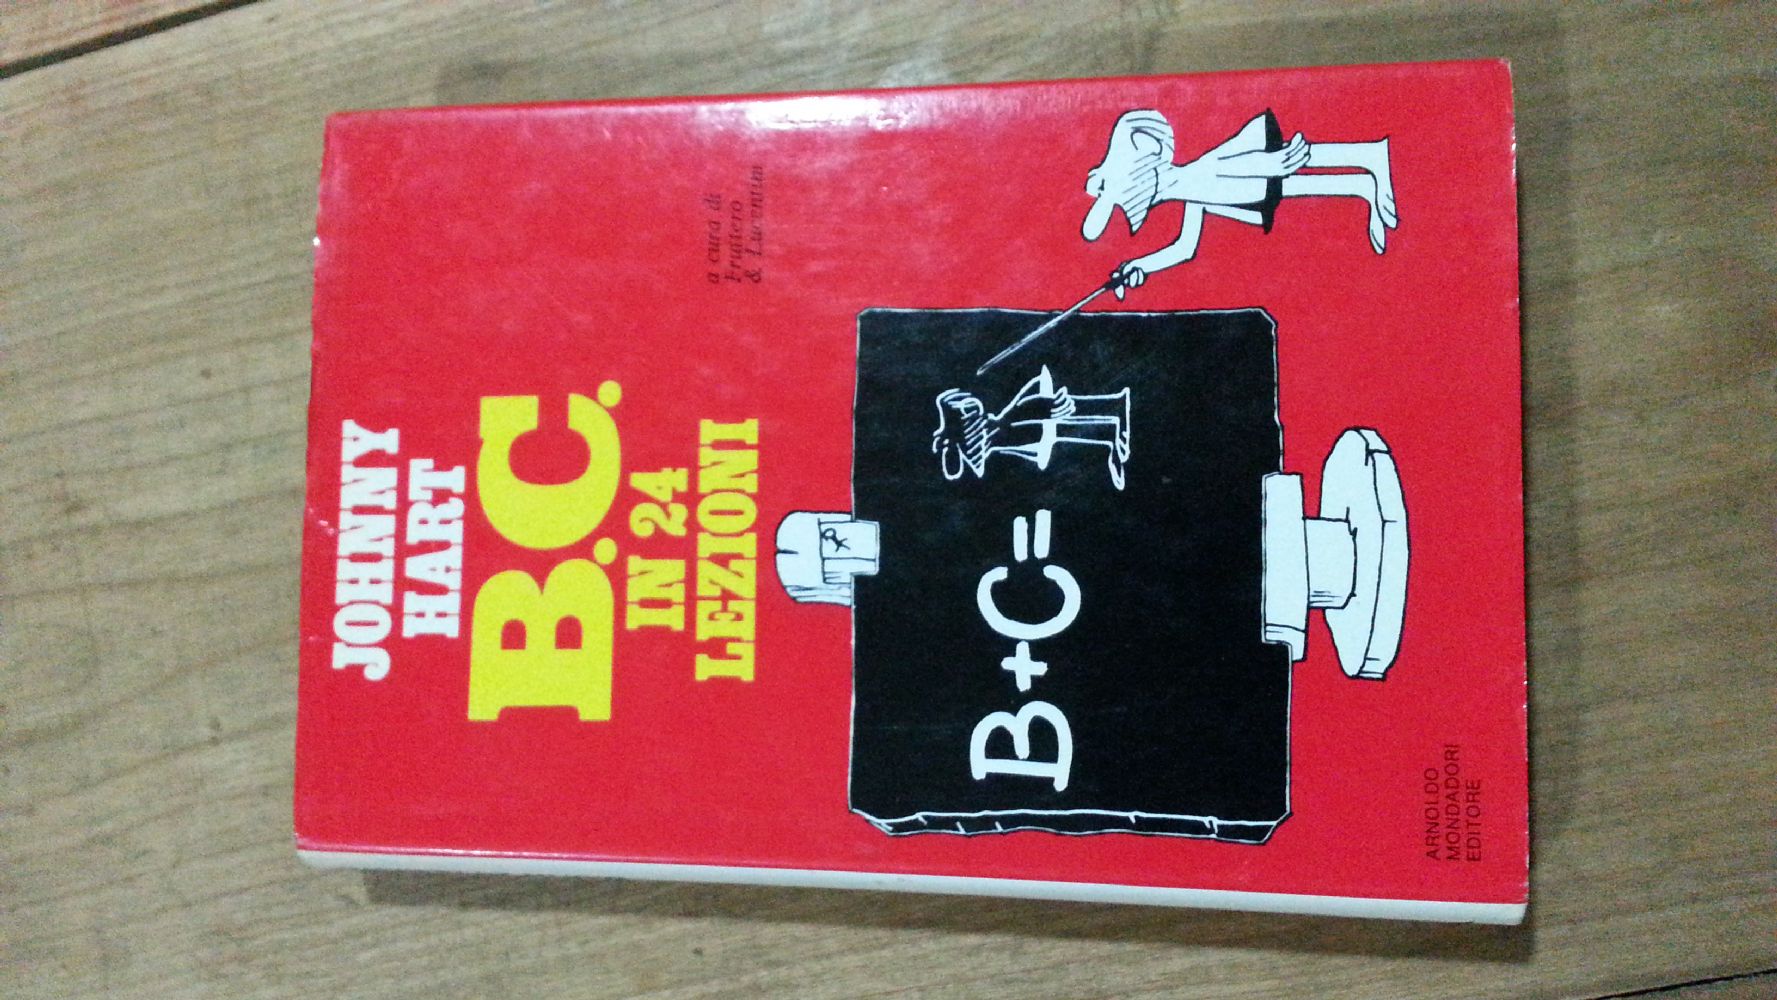 JOHNNY
HART
B.C.
IN 24
LEZIONI
a cura di
Fruttero
& Lucentini
B+C=
ARNOLDO
MONDADORI
EDITORE